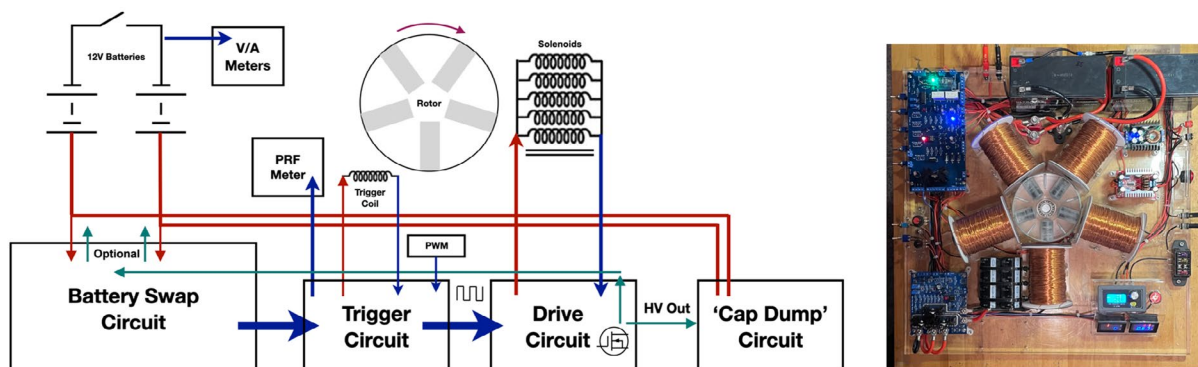 12V Batteries
V/A
Meters
Rotor
Solenoids
PRF
Meter
Trigger
Coil
PWM
Optional
Battery Swap
Circuit
Trigger
Circuit
Drive
Circuit
HV Out
‘Cap Dump’
Circuit